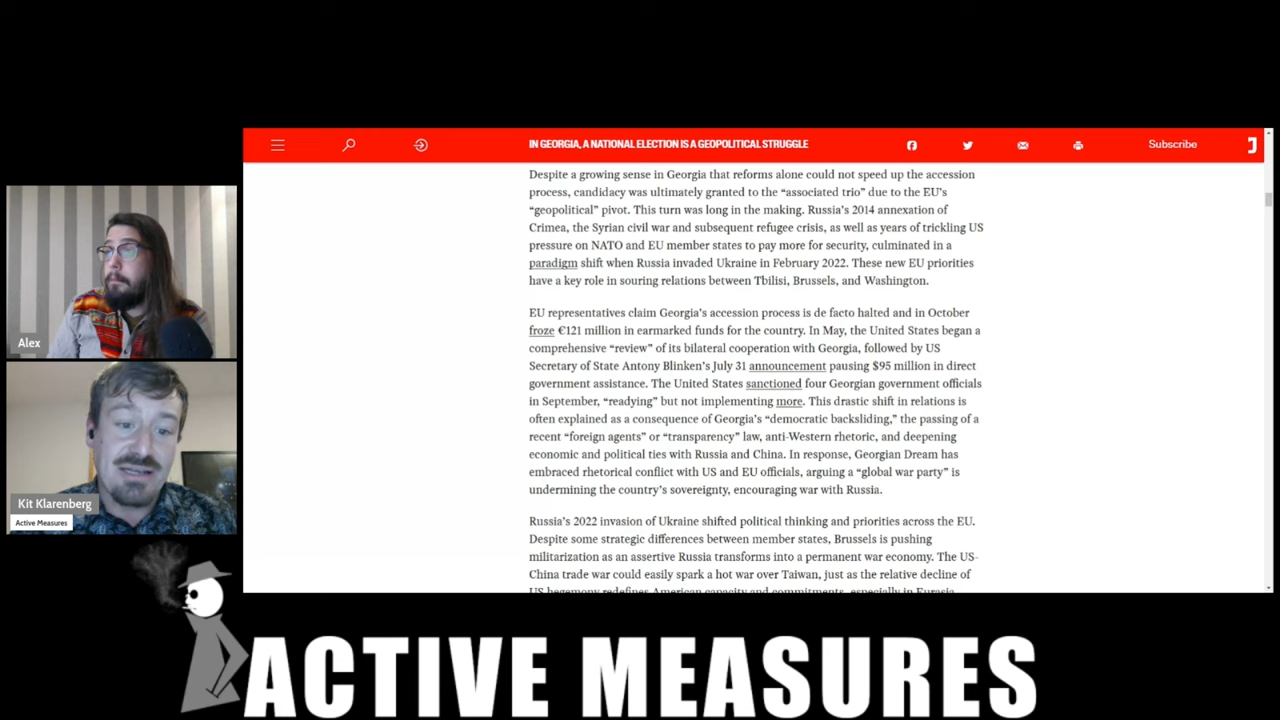 IN GEORGIA, A NATIONAL ELECTION IS A GEOPOLITICAL STRUGGLE
Subscribe
Despite a growing sense in Georgia that reforms alone could not speed up the accession
process, candidacy was ultimately granted to the “associated trio” due to the EU’s
“geopolitical” pivot. This turn was long in the making. Russia’s 2014 annexation of
Crimea, the Syrian civil war and subsequent refugee crisis, as well as years of trickling US
pressure on NATO and EU member states to pay more for security, culminated in a
paradigm shift when Russia invaded Ukraine in February 2022. These new EU priorities
have a key role in souring relations between Tbilisi, Brussels, and Washington.
EU representatives claim Georgia’s accession process is de facto halted and in October
froze €121 million in earmarked funds for the country. In May, the United States began a
comprehensive “review” of its bilateral cooperation with Georgia, followed by US
Secretary of State Antony Blinken’s July 31 announcement pausing $95 million in direct
government assistance. The United States sanctioned four Georgian government officials
in September, “readying” but not implementing more. This drastic shift in relations is
often explained as a consequence of Georgia’s “democratic backsliding,” the passing of a
recent “foreign agents” or “transparency” law, anti-Western rhetoric, and deepening
economic and political ties with Russia and China. In response, Georgian Dream has
embraced rhetorical conflict with US and EU officials, arguing a “global war party” is
undermining the country’s sovereignty, encouraging war with Russia.
Russia’s 2022 invasion of Ukraine shifted political thinking and priorities across the EU.
Despite some strategic differences between member states, Brussels is pushing
militarization as an assertive Russia transforms into a permanent war economy. The US-
China trade war could easily spark a hot war over Taiwan, just as the relative decline of
US hegemony redefines American capacity and commitments, especially in Eurasia.
Alex
Kit Klarenberg
Active Measures
ACTIVE MEASURES